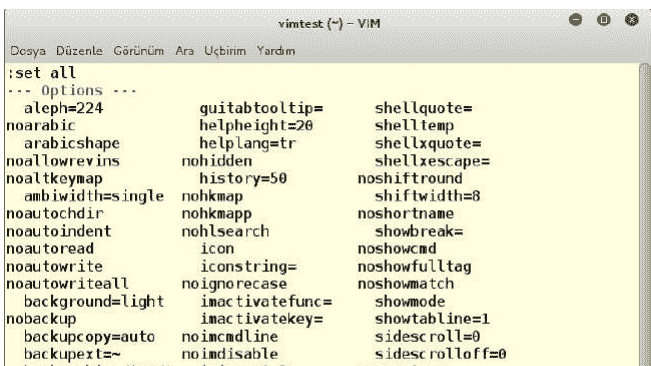 vimtest (~) - VIM
Dosya Düzenle Görünüm Ara Uçbirim Yardım
:set all
--- Options ---
aleph=224 guitabtooltip= shellquote=
noarabic helpheight=20 shelltemp
arabicshape helplang=tr shellxquote=
noallowrevins nohidden shellxescape=
noaltkeymap history=50 noshiftround
ambiwidth=single nohkmap shiftwidth=8
noautochdir nohkmapp noshortname
noautoindent nohlsearch showbreak=
noautoread icon noshowcmd
noautowrite iconstring= noshowfulltag
noautowriteall noignorecase noshowmatch
background=light imactivatefunc= showmode
nobackup imactivatekey= showtabline=1
backupcopy=auto noimcmdline sidescroll=0
backupext=~ noimdisable sidescrolloff=0